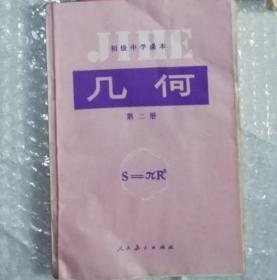 JIHE
初级中学课本
几何
第二册
S=πR²
人民教育出版社